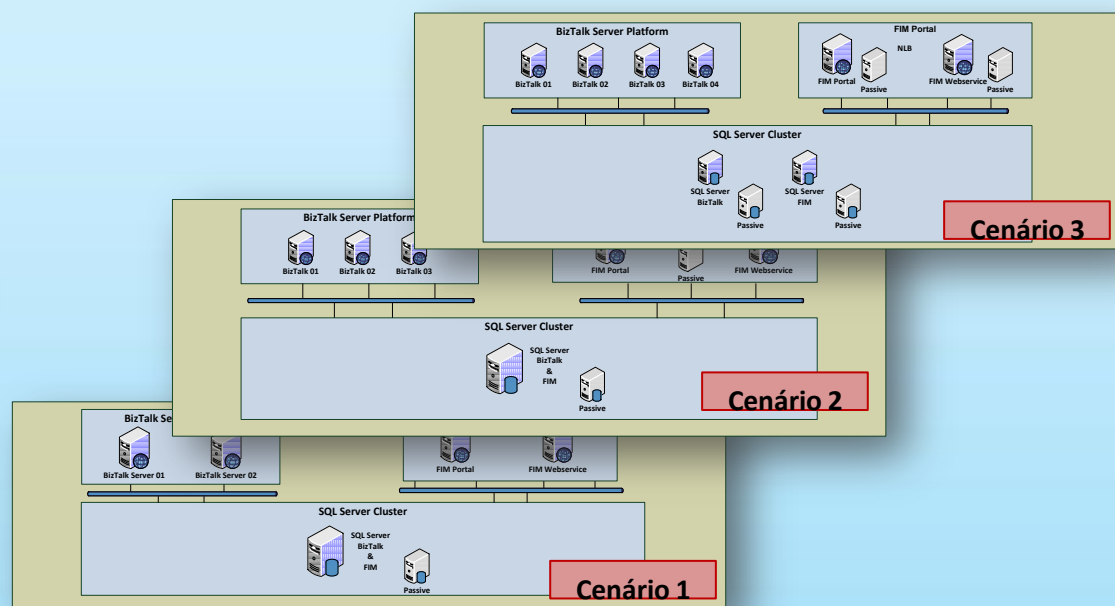 BizTalk Server Platform
BizTalk 01
BizTalk 02
BizTalk 03
BizTalk 04
FIM Portal
NLB
FIM Portal
Passive
FIM Webservice
Passive
SQL Server Cluster
SQL Server
BizTalk
Passive
SQL Server
FIM
Passive
Cenário 3
BizTalk Server Platform
BizTalk 01
BizTalk 02
BizTalk 03
FIM Portal
Passive
FIM Webservice
SQL Server Cluster
SQL Server
BizTalk
&
FIM
Passive
Cenário 2
BizTalk Se
BizTalk Server 01
BizTalk Server 02
FIM Portal
FIM Webservice
SQL Server Cluster
SQL Server
BizTalk
&
FIM
Passive
Cenário 1